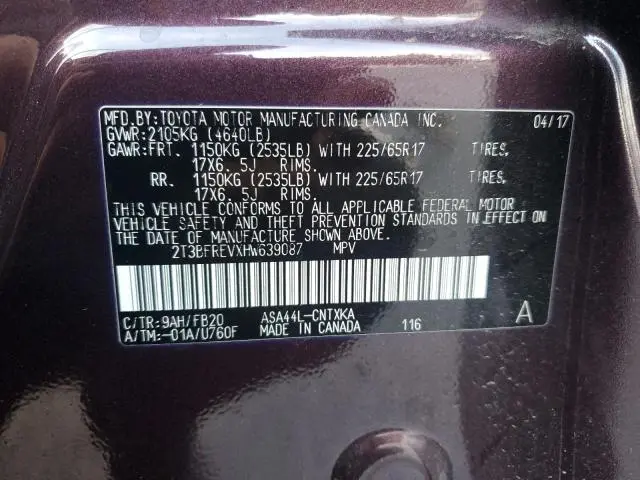 MFD.BY:TOYOTA MOTOR MANUFACTURING CANADA INC. 04/17
GVWR:2105KG (4640LB)
GAWR:FRT. 1150KG (2535LB) WITH 225/65R17 TIRES,
17X6. 5J RIMS.
RR. 1150KG (2535LB) WITH 225/65R17 TIRES,
17X6. 5J RIMS.
THIS VEHICLE CONFORMS TO ALL APPLICABLE FEDERAL MOTOR
VEHICLE SAFETY AND THEFT PREVENTION STANDARDS IN EFFECT ON
THE DATE OF MANUFACTURE SHOWN ABOVE.
2T3BFREVXHW639087 MPV
C/TR:9AH/FB20 ASA44L-CNTXKA A
A/TM:-01A/U760F MADE IN CANADA 116